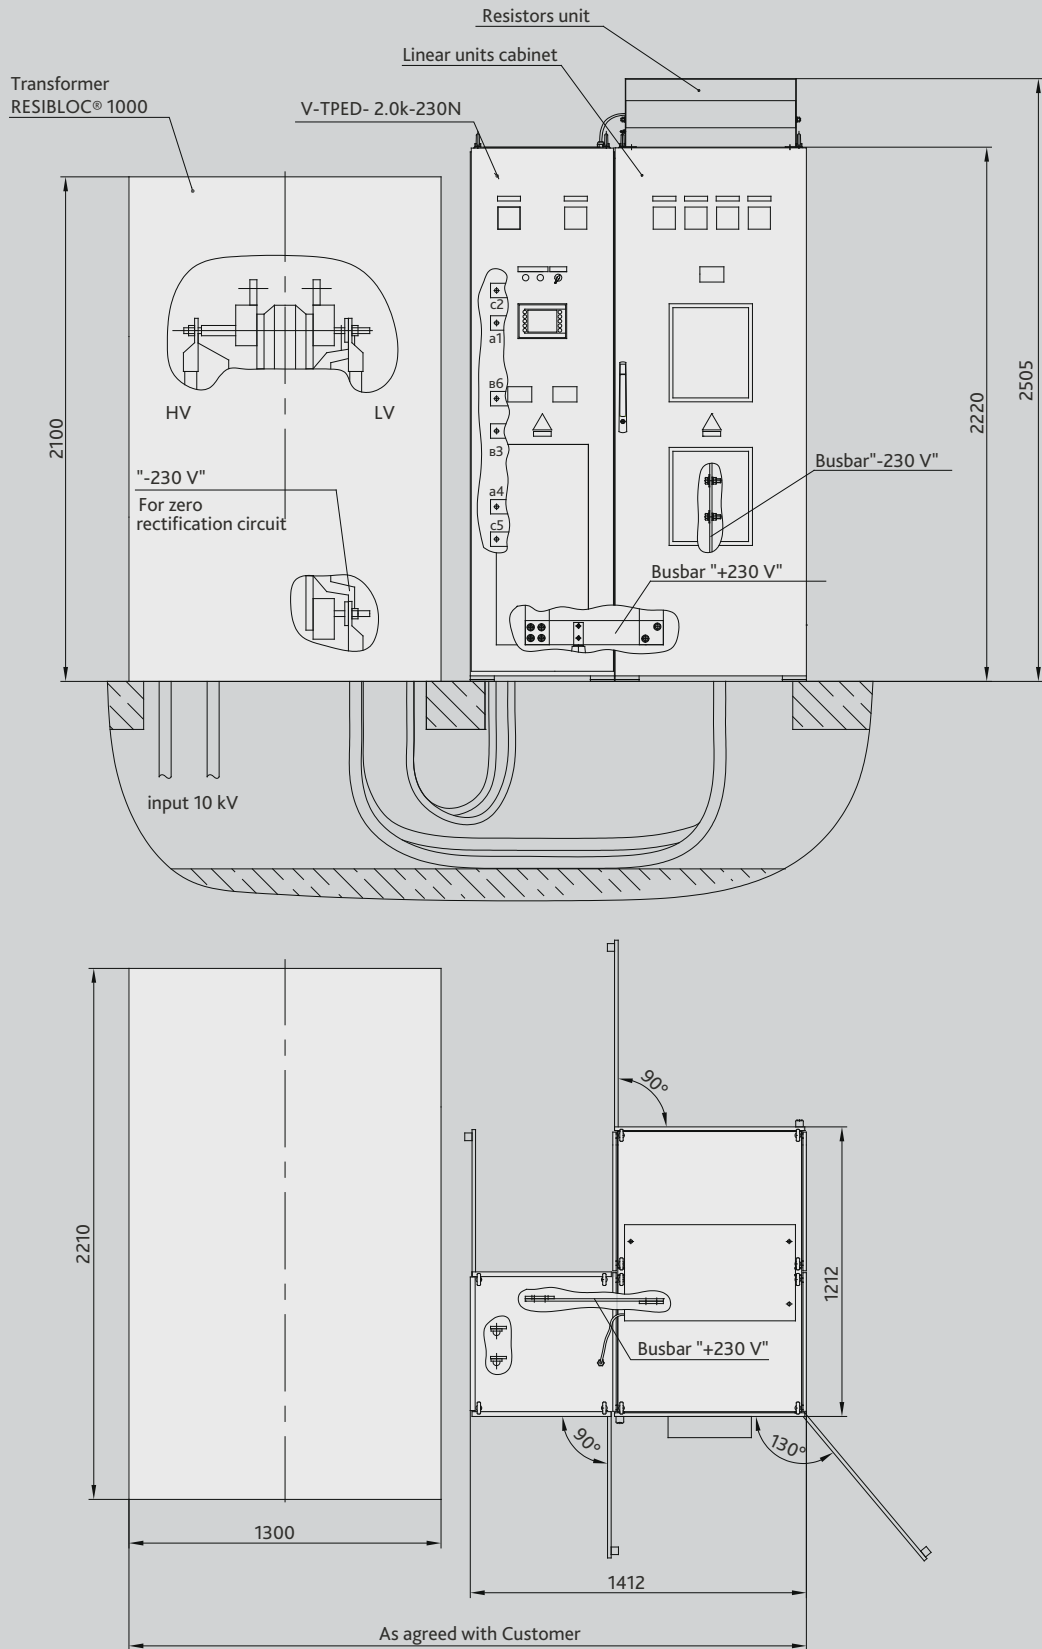 Resistors unit
Linear units cabinet
Transformer
RESIBLOC® 1000
V-TPED- 2.0k-230N
c2
a1
в6
в3
a4
c5
HV
LV
2100
2220
2505
"-230 V"
For zero
rectification circuit
Busbar"-230 V"
Busbar "+230 V"
input 10 kV
90°
2210
1212
Busbar "+230 V"
90°
130°
1300
1412
As agreed with Customer